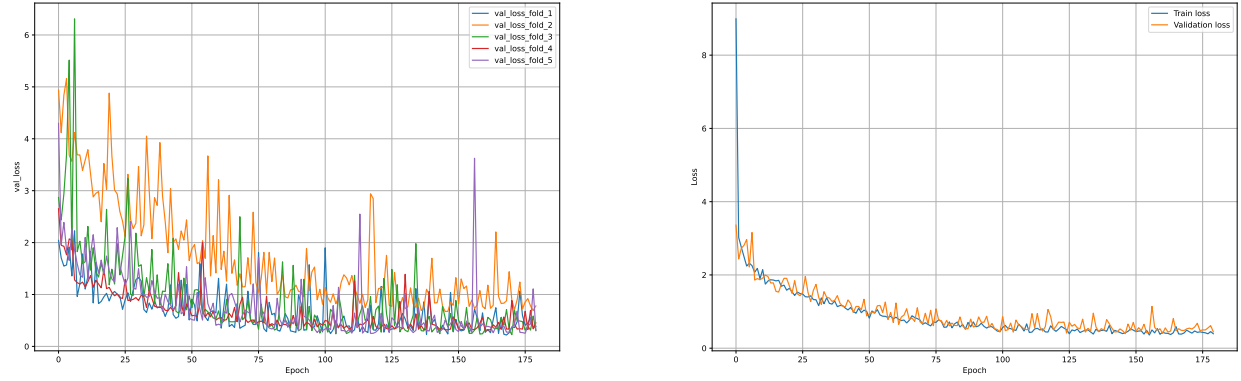 val_loss_fold_1
val_loss_fold_2
val_loss_fold_3
val_loss_fold_4
val_loss_fold_5
6
5
4
3
2
1
0
val_loss
0 25 50 75 100 125 150 175
Epoch
Train loss
Validation loss
8
6
4
2
0
Loss
0 25 50 75 100 125 150 175
Epoch